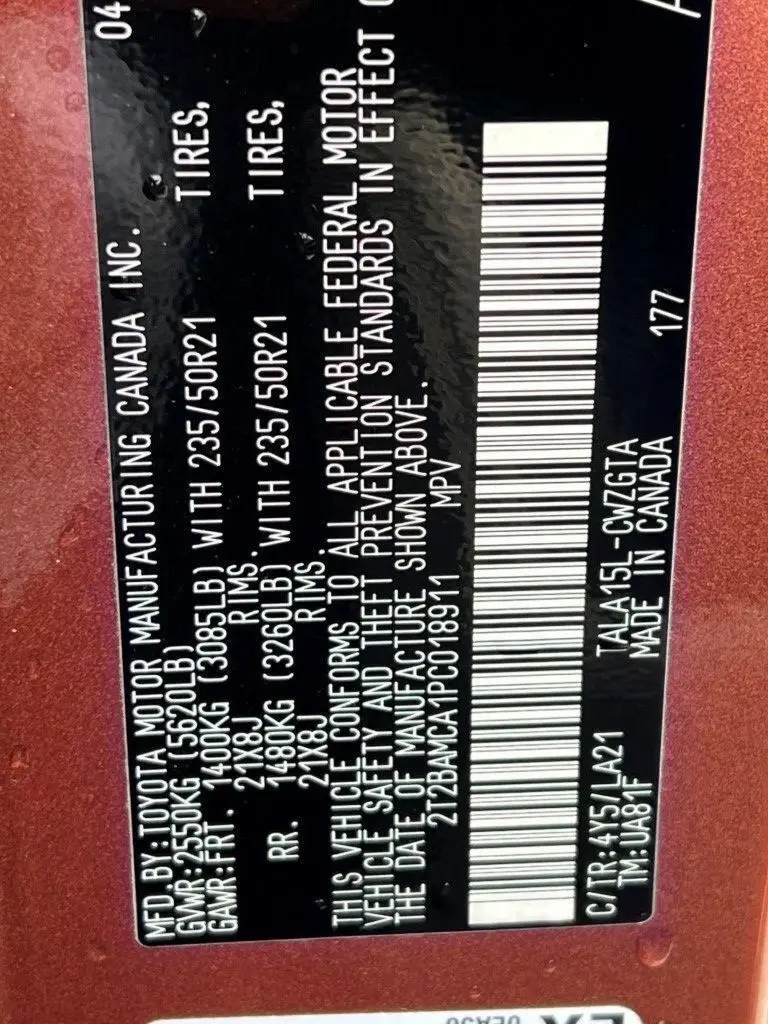 MFD.BY:TOYOTA MOTOR MANUFACTURING CANADA INC. 04
GVWR:2550KG (5620LB)
GAWR:FRT. 1400KG (3085LB) WITH 235/50R21 TIRES,
21X8J RIMS.
RR. 1480KG (3260LB) WITH 235/50R21 TIRES,
21X8J RIMS.
THIS VEHICLE CONFORMS TO ALL APPLICABLE FEDERAL MOTOR
VEHICLE SAFETY AND THEFT PREVENTION STANDARDS IN EFFECT
THE DATE OF MANUFACTURE SHOWN ABOVE.
2T2BAMCA1PC018911 MPV
C/TR:4Y5/LA21 TALA15L-CWZGTA 177
TM:UA81F MADE IN CANADA
EX